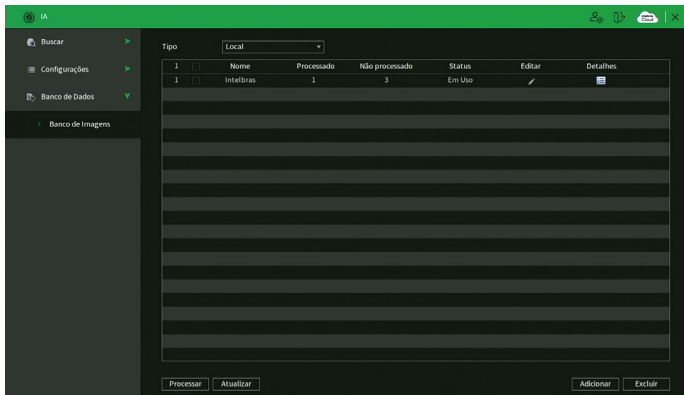 IA
Buscar
Configurações
Banco de Dados
Banco de Imagens
Tipo Local
1 Nome Processado Não processado Status Editar Detalhes
1 Intelbras 1 3 Em Uso
Processar Atualizar Adicionar Excluir